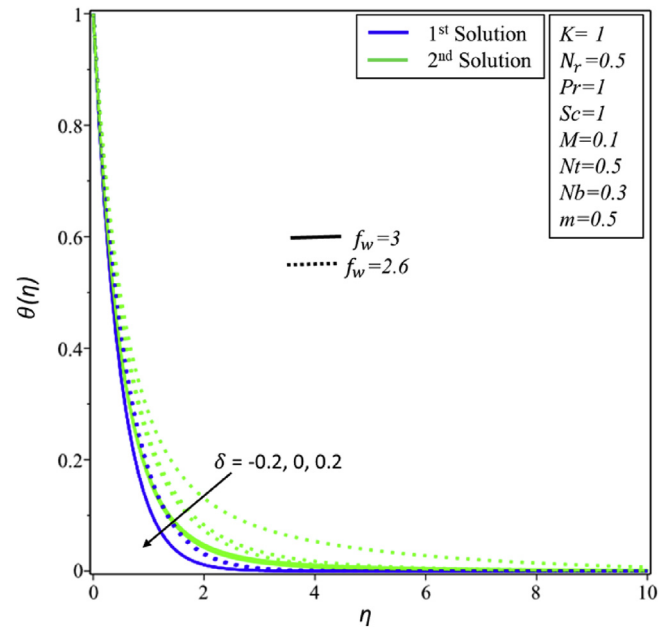 1
0.8
0.6
0.4
0.2
0
θ(η)
1st Solution
2nd Solution
K= 1
Nr =0.5
Pr=1
Sc=1
M=0.1
Nt=0.5
Nb=0.3
m=0.5
fw=3
fw=2.6
δ = -0.2, 0, 0.2
0 2 4 6 8 10
η